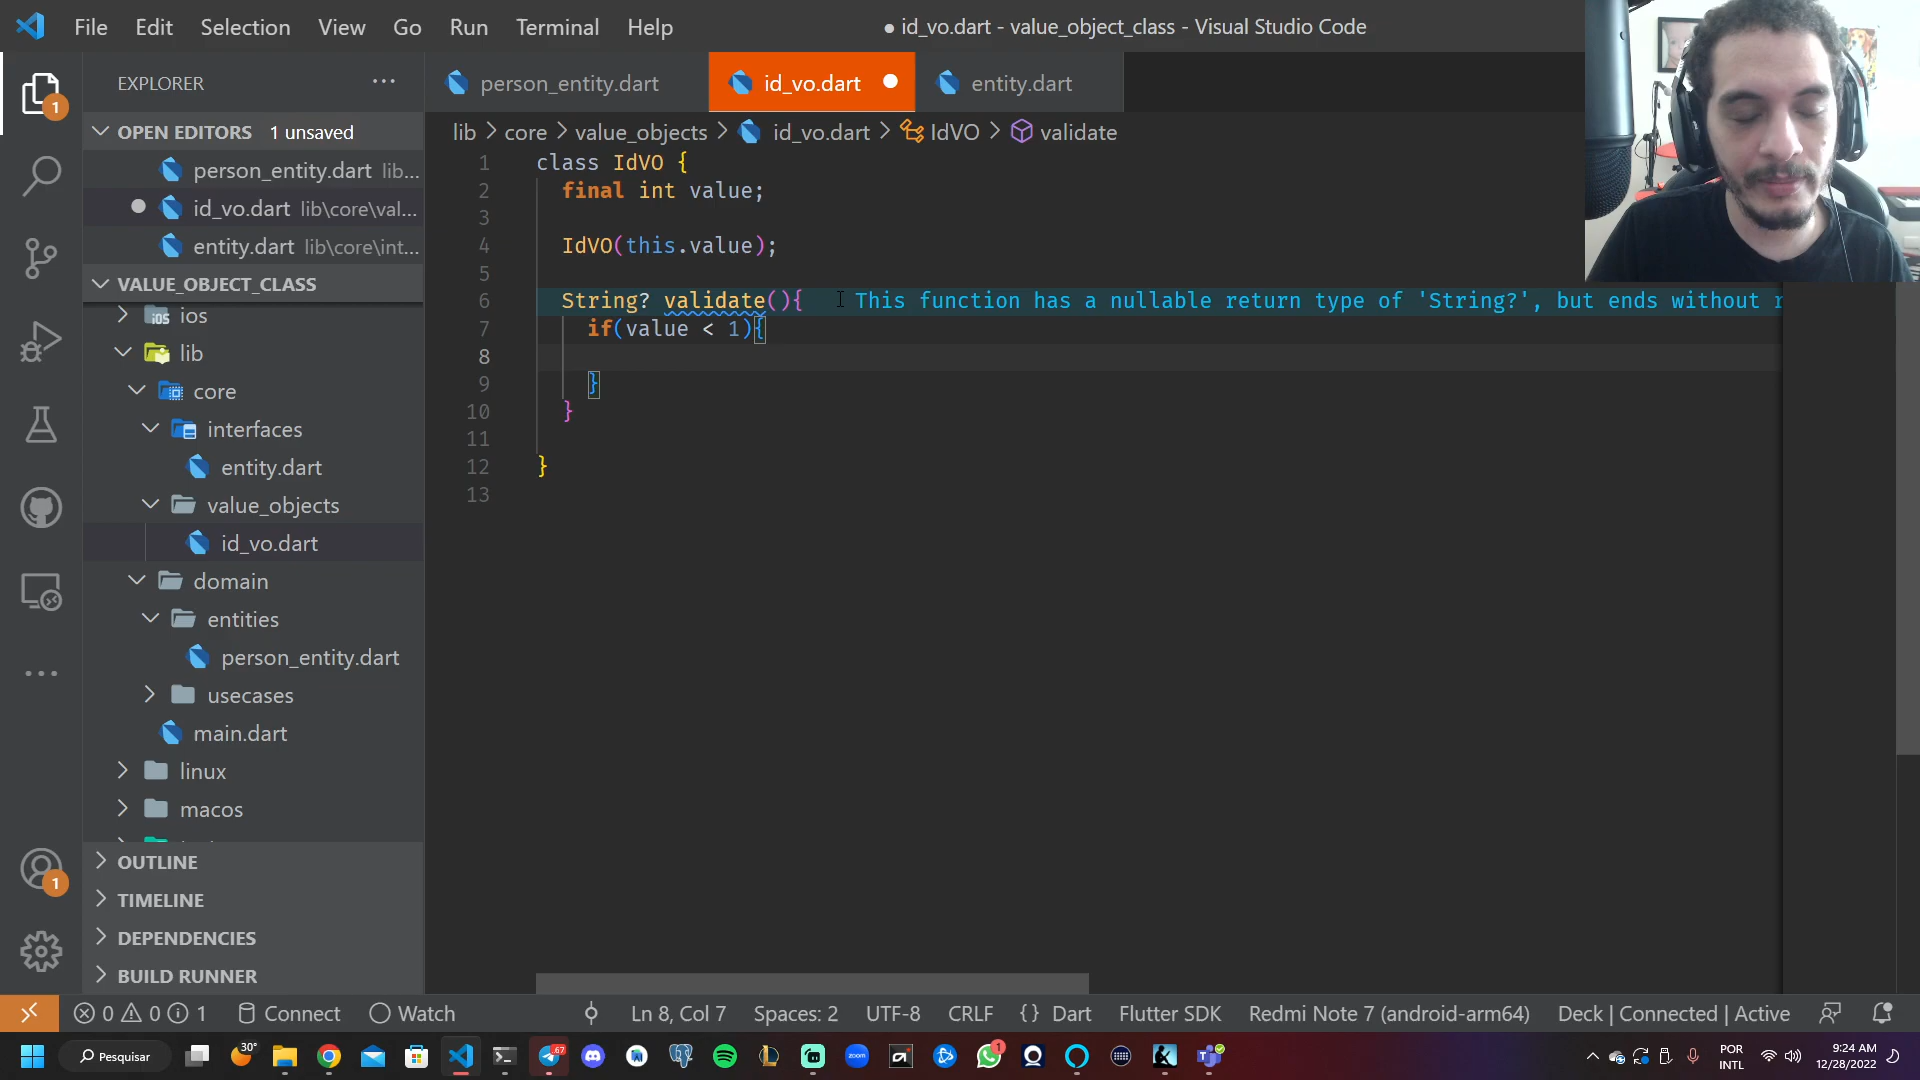 File Edit Selection View Go Run Terminal Help
● id_vo.dart - value_object_class - Visual Studio Code
EXPLORER ···
person_entity.dart id_vo.dart entity.dart
1
OPEN EDITORS 1 unsaved
person_entity.dart lib...
id_vo.dart lib\core\val...
entity.dart lib\core\int...
VALUE_OBJECT_CLASS
ios
lib
core
interfaces
entity.dart
value_objects
id_vo.dart
domain
entities
person_entity.dart
usecases
main.dart
linux
macos
OUTLINE
TIMELINE
DEPENDENCIES
BUILD RUNNER
1
lib > core > value_objects > id_vo.dart > IdVO > validate
1 class IdVO {
2 final int value;
3
4 IdVO(this.value);
5
6 String? validate(){ This function has a nullable return type of 'String?', but ends without r
7 if(value < 1){
8
9 }
10 }
11
12 }
13
0 0 1 Connect Watch Ln 8, Col 7 Spaces: 2 UTF-8 CRLF {} Dart Flutter SDK Redmi Note 7 (android-arm64) Deck | Connected | Active
Pesquisar 30° .67 zoom 1 POR INTL 9:24 AM 12/28/2022